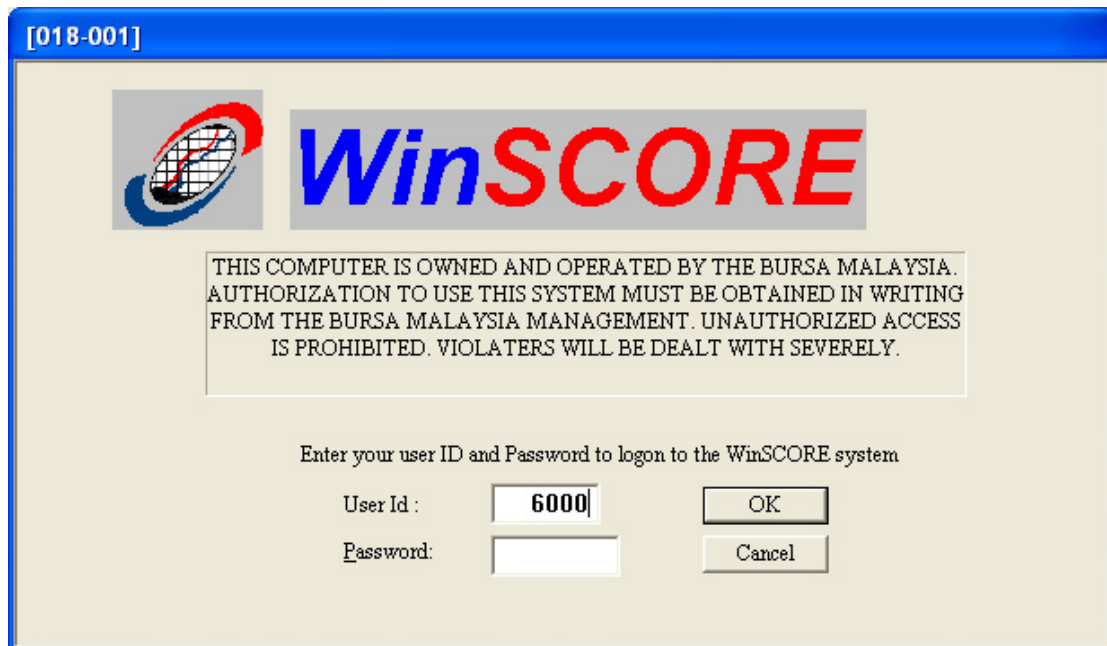 [018-001]
WinSCORE
THIS COMPUTER IS OWNED AND OPERATED BY THE BURSA MALAYSIA.
AUTHORIZATION TO USE THIS SYSTEM MUST BE OBTAINED IN WRITING
FROM THE BURSA MALAYSIA MANAGEMENT. UNAUTHORIZED ACCESS
IS PROHIBITED. VIOLATERS WILL BE DEALT WITH SEVERELY.
Enter your user ID and Password to logon to the WinSCORE system
User Id : 6000 OK
Password: Cancel